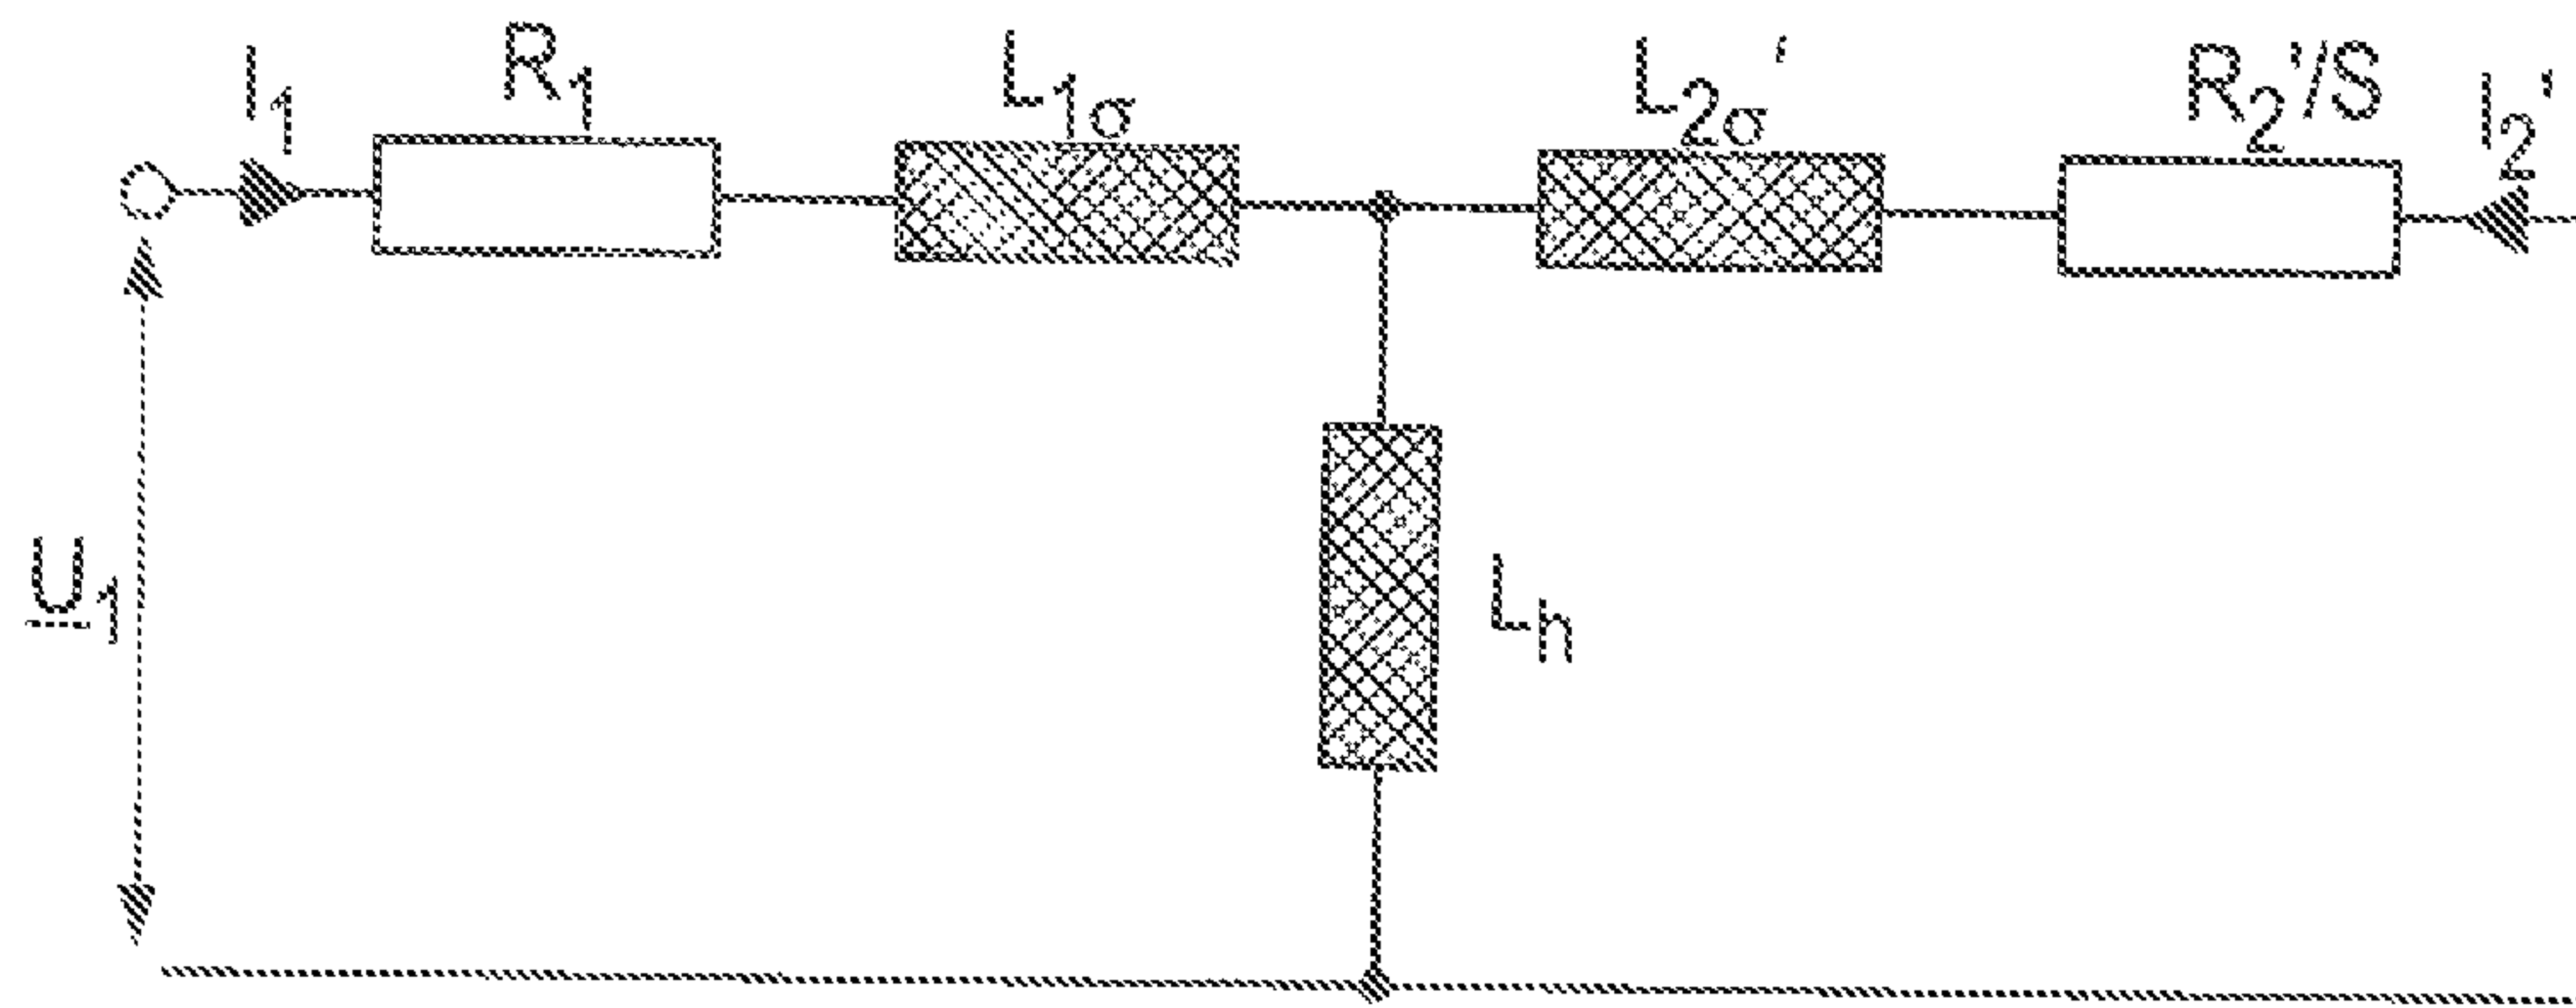 I₁
R₁
L₁σ
L₂σ'
R₂'/S
I₂'
U₁
Lh